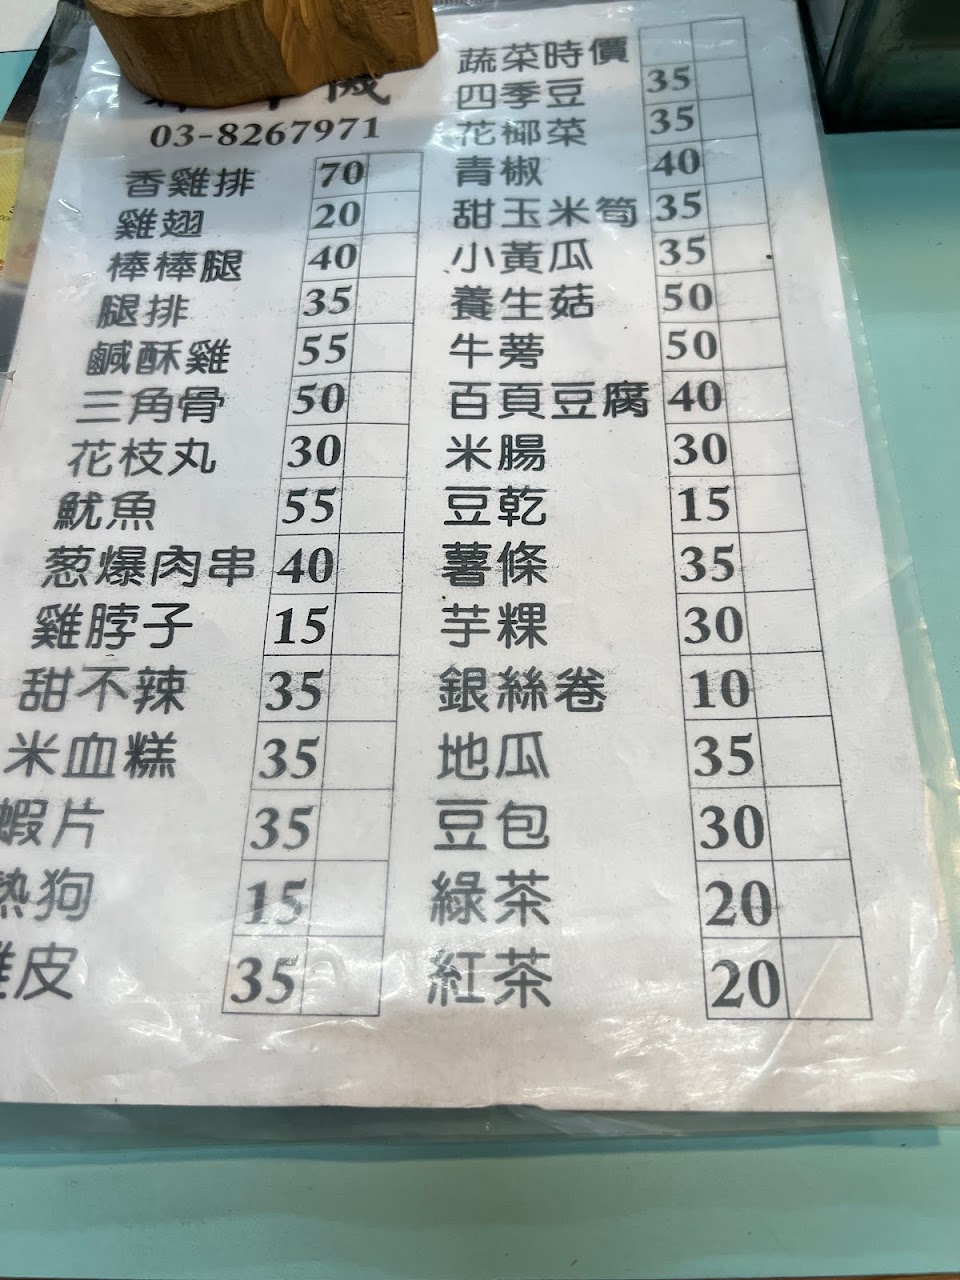 03-8267971
香雞排 70
雞翅 20
棒棒腿 40
腿排 35
鹹酥雞 55
三角骨 50
花枝丸 30
魷魚 55
葱爆肉串 40
雞脖子 15
甜不辣 35
米血糕 35
蝦片 35
熱狗 15
皮 35
蔬菜時價
四季豆 35
花椰菜 35
青椒 40
甜玉米筍 35
小黃瓜 35
養生菇 50
牛蒡 50
百頁豆腐 40
米腸 30
豆乾 15
薯條 35
芋粿 30
銀絲卷 10
地瓜 35
豆包 30
綠茶 20
紅茶 20